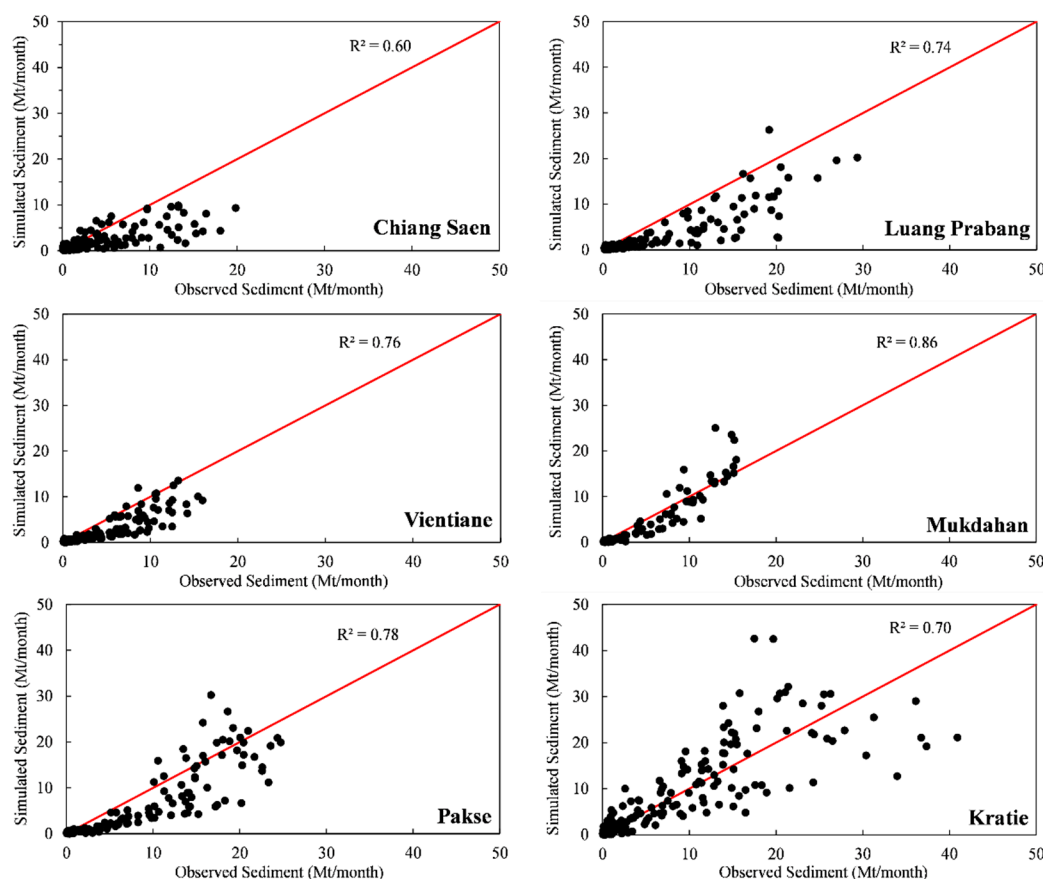 50
40
30
20
10
0
Simulated Sediment (Mt/month)
R² = 0.60
Chiang Saen
0 10 20 30 40 50
Observed Sediment (Mt/month)
50
40
30
20
10
0
Simulated Sediment (Mt/month)
R² = 0.74
Luang Prabang
0 10 20 30 40 50
Observed Sediment (Mt/month)
50
40
30
20
10
0
Simulated Sediment (Mt/month)
R² = 0.76
Vientiane
0 10 20 30 40 50
Observed Sediment (Mt/month)
50
40
30
20
10
0
Simulated Sediment (Mt/month)
R² = 0.86
Mukdahan
0 10 20 30 40 50
Observed Sediment (Mt/month)
50
40
30
20
10
0
Simulated Sediment (Mt/month)
R² = 0.78
Pakse
0 10 20 30 40 50
Observed Sediment (Mt/month)
50
40
30
20
10
0
Simulated Sediment (Mt/month)
R² = 0.70
Kratie
0 10 20 30 40 50
Observed Sediment (Mt/month)